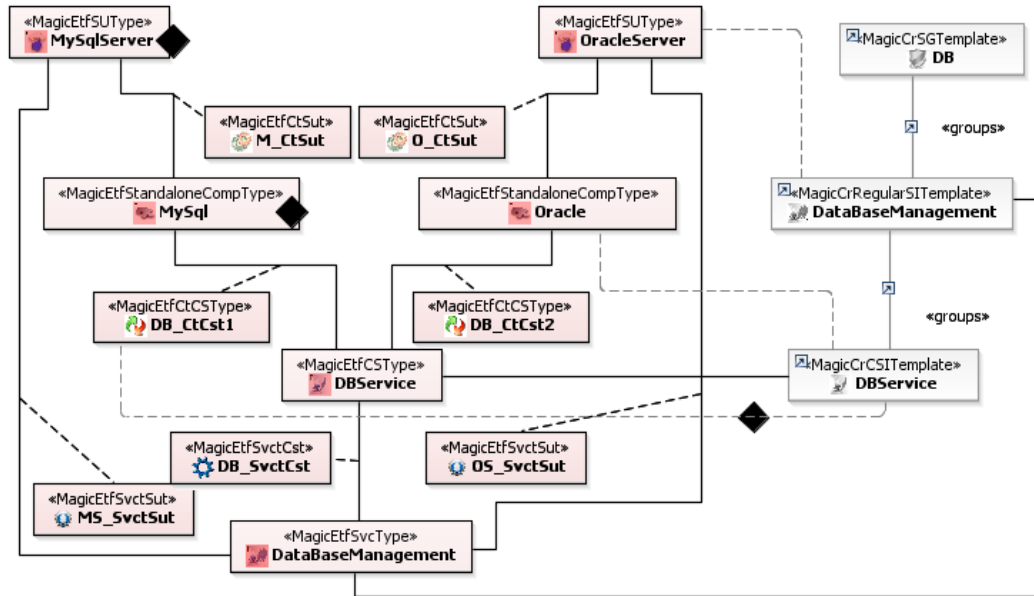 «MagicEtfSUType»
MySqlServer
«MagicEtfSUType»
OracleServer
«MagicCrSGTemplate»
DB
«groups»
«MagicEtfCtSut»
M_CtSut
«MagicEtfCtSut»
O_CtSut
«MagicEtfStandaloneCompType»
MySql
«MagicEtfStandaloneCompType»
Oracle
«MagicCrRegularSITemplate»
DataBaseManagement
«groups»
«MagicEtfCtCSType»
DB_CtCst1
«MagicEtfCtCSType»
DB_CtCst2
«MagicEtfCSType»
DBService
«MagicCrCSITemplate»
DBService
«MagicEtfSvctCst»
DB_SvctCst
«MagicEtfSvctSut»
OS_SvctSut
«MagicEtfSvctSut»
MS_SvctSut
«MagicEtfSvcType»
DataBaseManagement